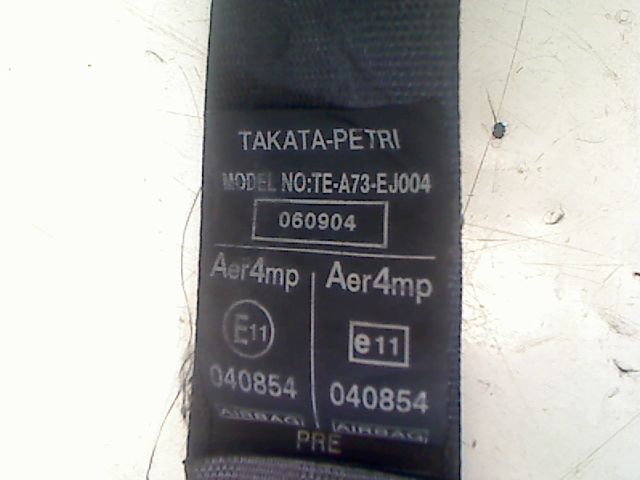 TAKATA-PETRI
MODEL NO:TE-A73-EJ004
060904
Aer4mp Aer4mp
E11 e11
040854 040854
AIRBAG AIRBAG
PRE